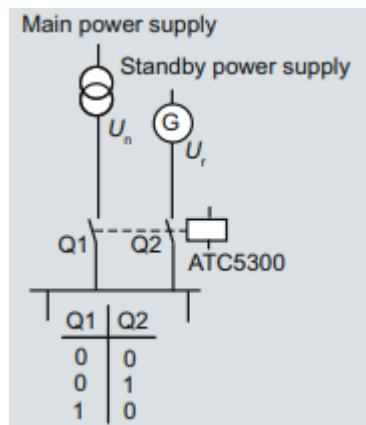 Main power supply
Standby power supply
Un
G
Ur
Q1 Q2
ATC5300
Q1 Q2
0 0
0 1
1 0